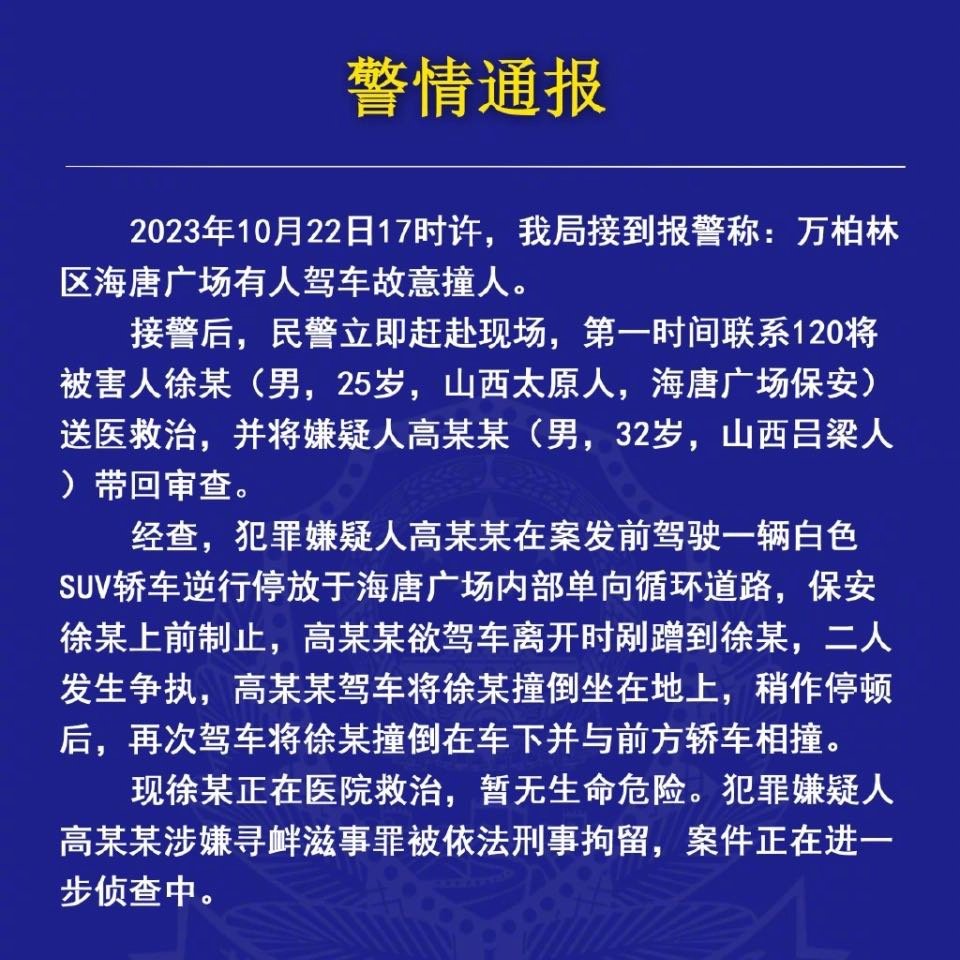 警情通报
2023年10月22日17时许，我局接到报警称：万柏林
区海唐广场有人驾车故意撞人。
接警后，民警立即赶赴现场，第一时间联系120将
被害人徐某（男，25岁，山西太原人，海唐广场保安）
送医救治，并将嫌疑人高某某（男，32岁，山西吕梁人
）带回审查。
经查，犯罪嫌疑人高某某在案发前驾驶一辆白色
SUV轿车逆行停放于海唐广场内部单向循环道路，保安
徐某上前制止，高某某欲驾车离开时剐蹭到徐某，二人
发生争执，高某某驾车将徐某撞倒坐在地上，稍作停顿
后，再次驾车将徐某撞倒在车下并与前方轿车相撞。
现徐某正在医院救治，暂无生命危险。犯罪嫌疑人
高某某涉嫌寻衅滋事罪被依法刑事拘留，案件正在进一
步侦查中。